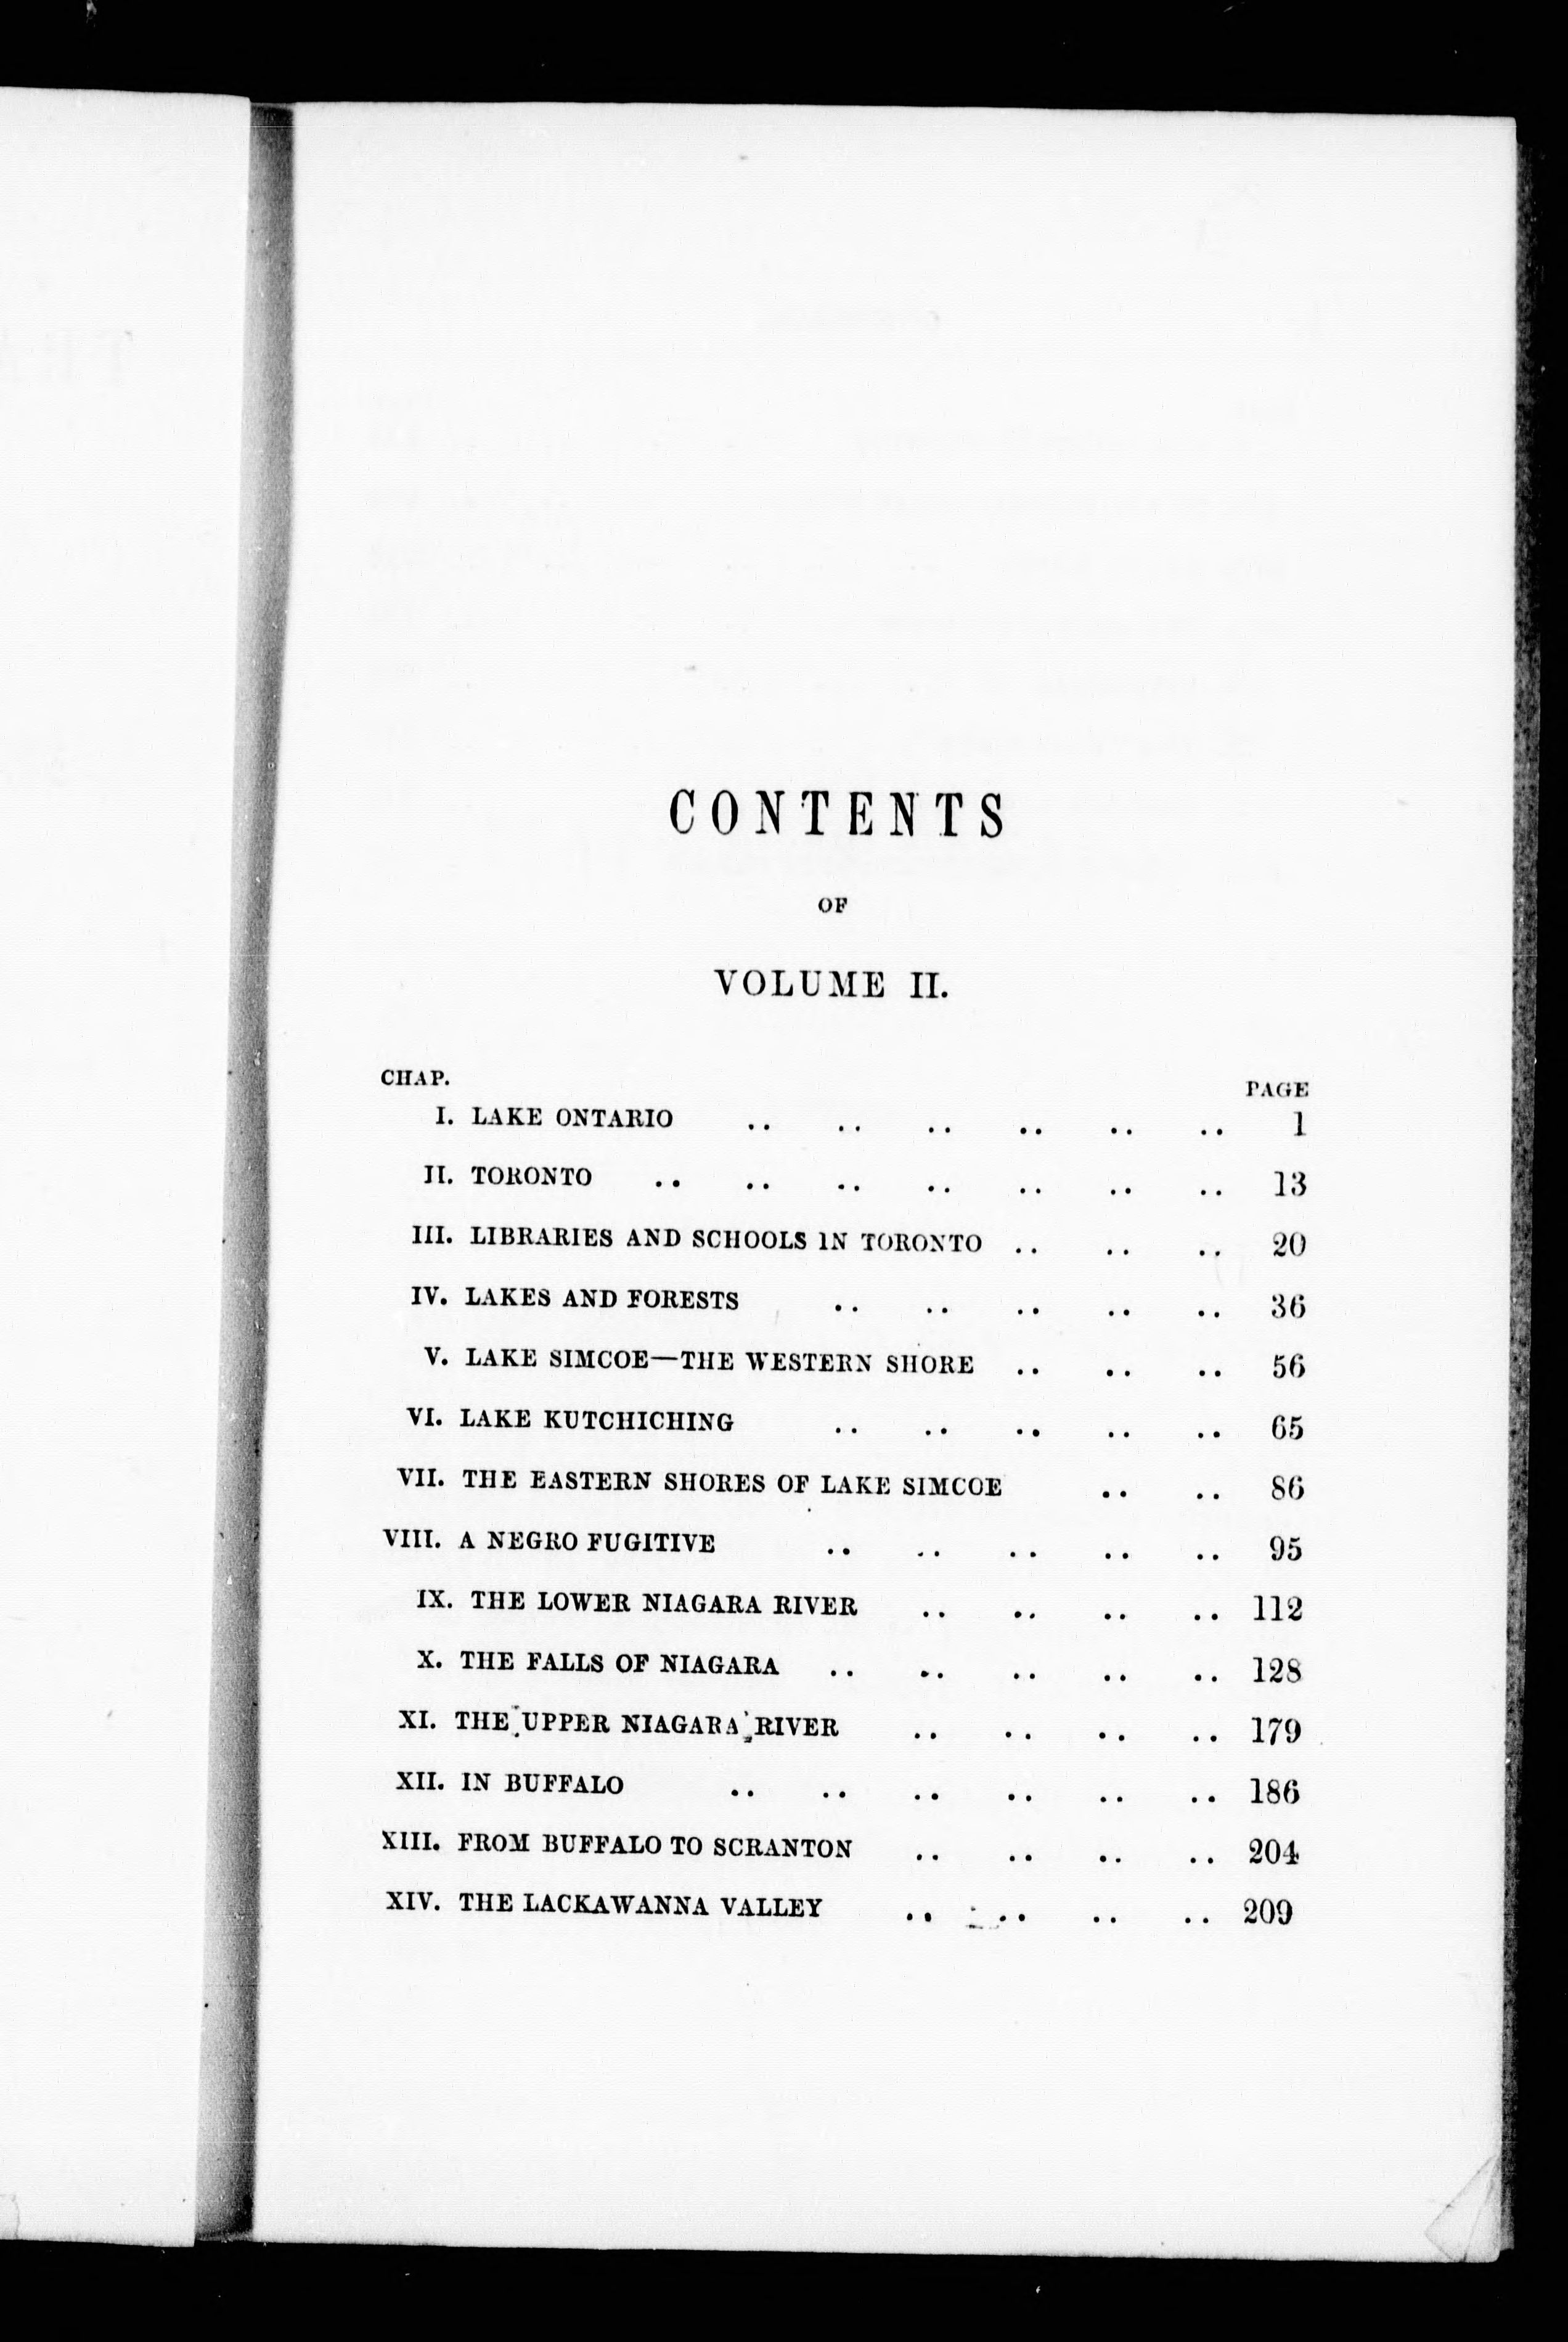 CONTENTS
OF
VOLUME II.
CHAP. PAGE
I. LAKE ONTARIO .. .. .. .. .. .. 1
II. TORONTO .. .. .. .. .. .. .. 13
III. LIBRARIES AND SCHOOLS IN TORONTO .. .. .. 20
IV. LAKES AND FORESTS .. .. .. .. .. 36
V. LAKE SIMCOE—THE WESTERN SHORE .. .. .. 56
VI. LAKE KUTCHICHING .. .. .. .. .. 65
VII. THE EASTERN SHORES OF LAKE SIMCOE .. .. 86
VIII. A NEGRO FUGITIVE .. .. .. .. .. 95
IX. THE LOWER NIAGARA RIVER .. .. .. .. 112
X. THE FALLS OF NIAGARA .. .. .. .. .. 128
XI. THE UPPER NIAGARA RIVER .. .. .. .. 179
XII. IN BUFFALO .. .. .. .. .. .. 186
XIII. FROM BUFFALO TO SCRANTON .. .. .. .. 204
XIV. THE LACKAWANNA VALLEY .. .. .. .. 209